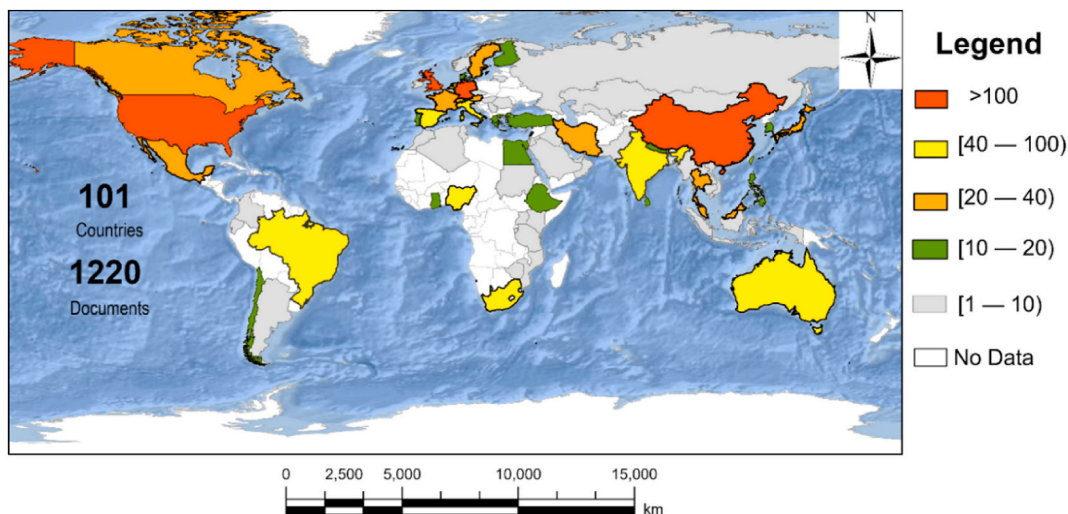 N
101
Countries
1220
Documents
Legend
>100
[40 — 100)
[20 — 40)
[10 — 20)
[1 — 10)
No Data
0 2,500 5,000 10,000 15,000
km